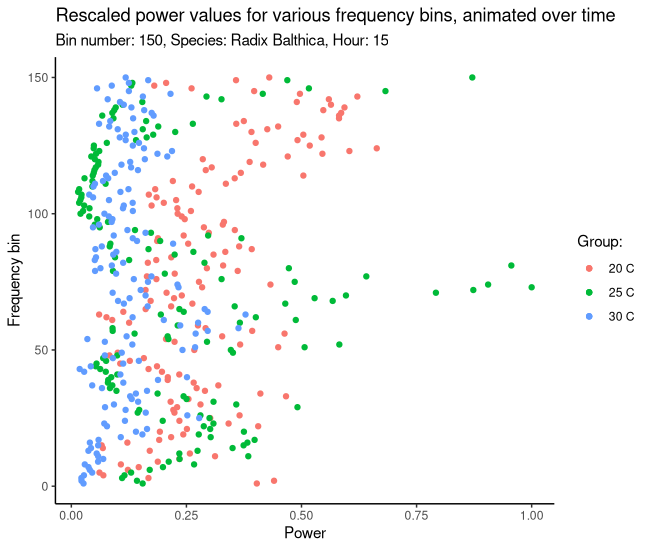 Rescaled power values for various frequency bins, animated over time
Bin number: 150, Species: Radix Balthica, Hour: 15
150
100
50
0
Frequency bin
0.00 0.25 0.50 0.75 1.00
Power
Group:
20 C
25 C
30 C